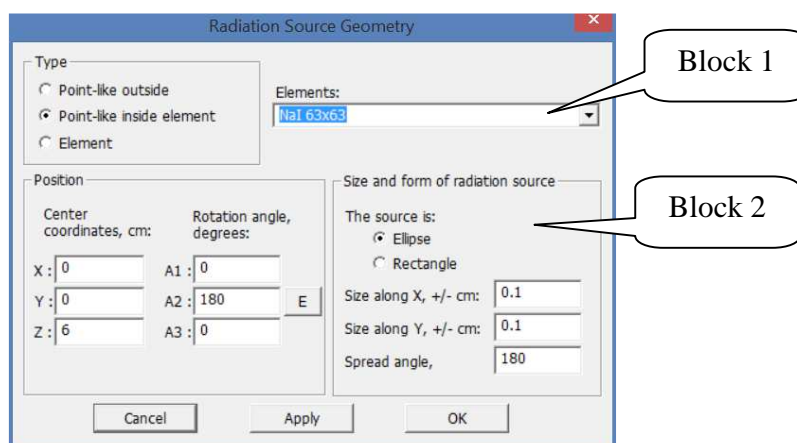 Radiation Source Geometry
Block 1
Type
Point-like outside
Point-like inside element
Element
Elements:
NaI 63x63
Position
Center
coordinates, cm:
Rotation angle,
degrees:
X : 0
A1 : 0
Y : 0
A2 : 180
E
Z : 6
A3 : 0
Size and form of radiation source
Block 2
The source is:
Ellipse
Rectangle
Size along X, +/- cm: 0.1
Size along Y, +/- cm: 0.1
Spread angle, 180
Cancel
Apply
OK